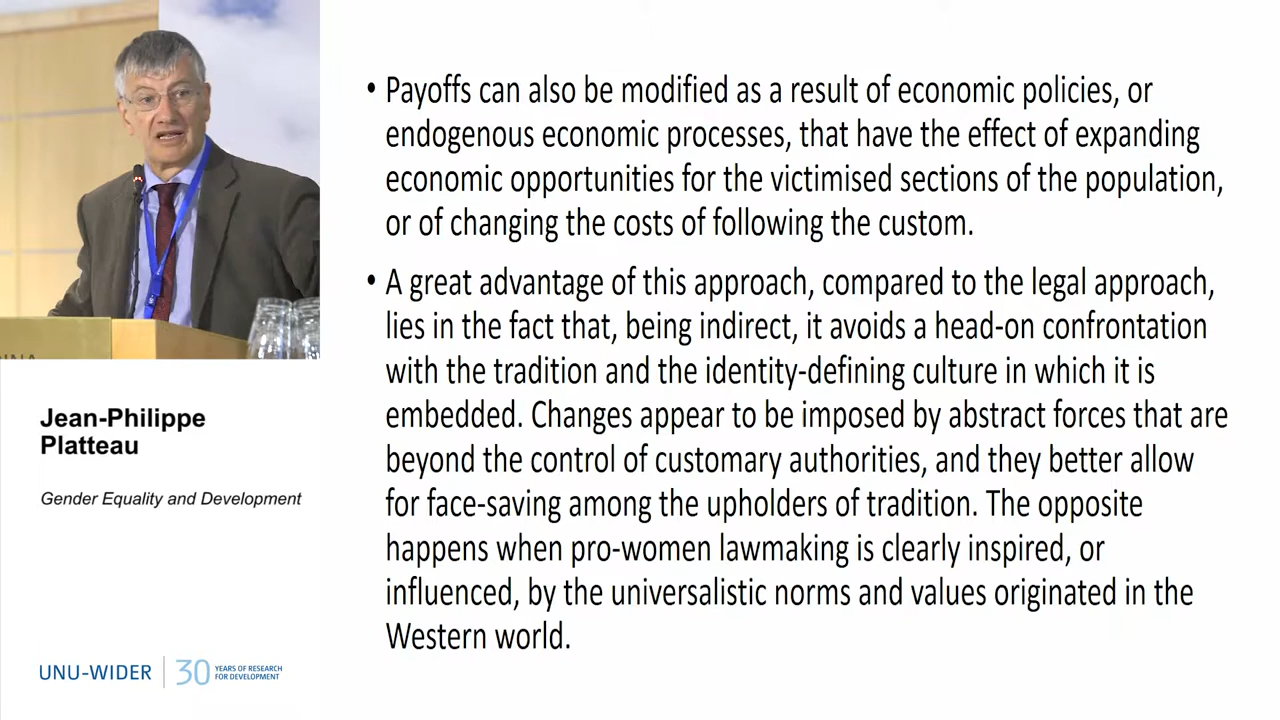 • Payoffs can also be modified as a result of economic policies, or
endogenous economic processes, that have the effect of expanding
economic opportunities for the victimised sections of the population,
or of changing the costs of following the custom.
• A great advantage of this approach, compared to the legal approach,
lies in the fact that, being indirect, it avoids a head-on confrontation
with the tradition and the identity-defining culture in which it is
embedded. Changes appear to be imposed by abstract forces that are
beyond the control of customary authorities, and they better allow
for face-saving among the upholders of tradition. The opposite
happens when pro-women lawmaking is clearly inspired, or
influenced, by the universalistic norms and values originated in the
Western world.
Jean-Philippe
Platteau
Gender Equality and Development
UNU-WIDER
30
YEARS OF RESEARCH
FOR DEVELOPMENT